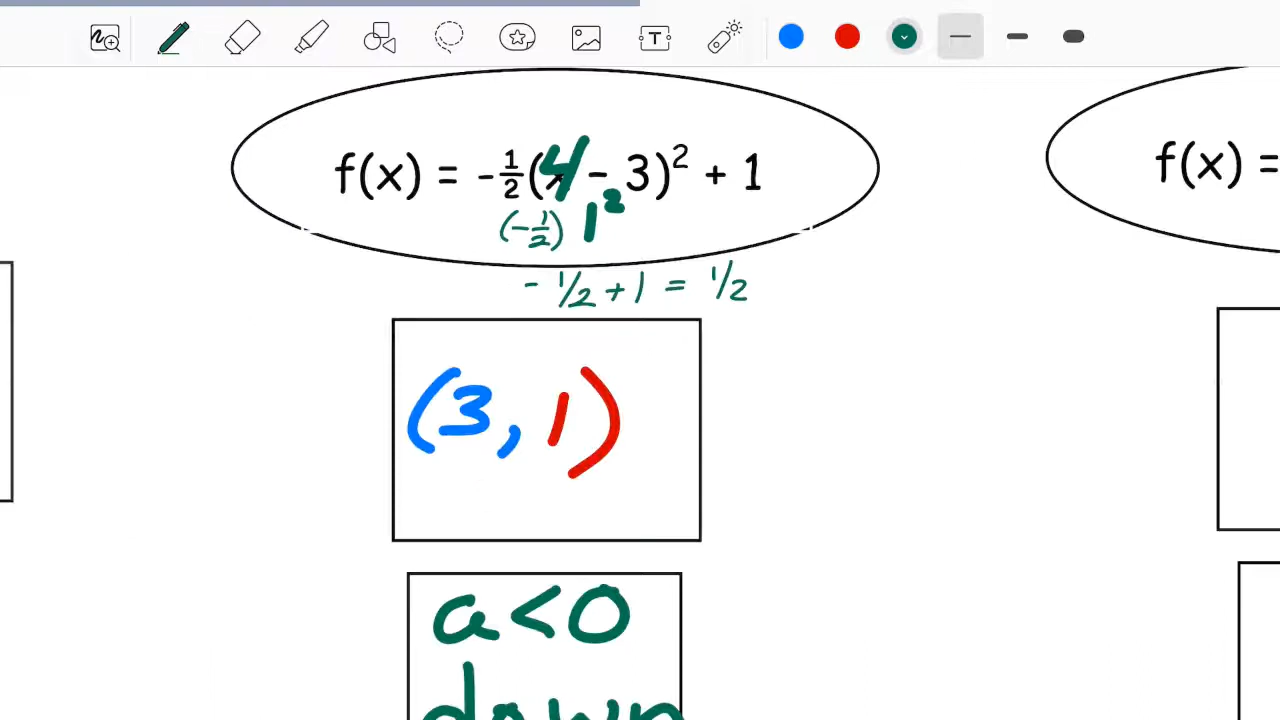 T
f(x) = -½(x - 3)² + 1
4
f(x) =
(-½) 1²
- 1/2 + 1 = 1/2
(3, 1)
a < 0
down